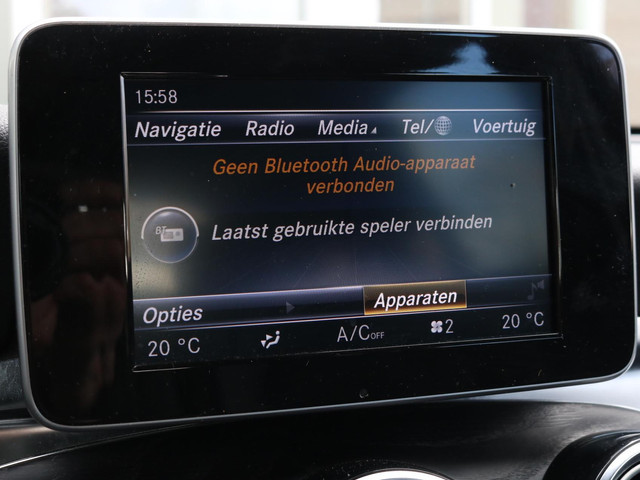 15:58
Navigatie Radio Media Tel/ Voertuig
Geen Bluetooth Audio-apparaat
verbonden
BT
Laatst gebruikte speler verbinden
Opties Apparaten
20 °C A/C OFF 2 20 °C